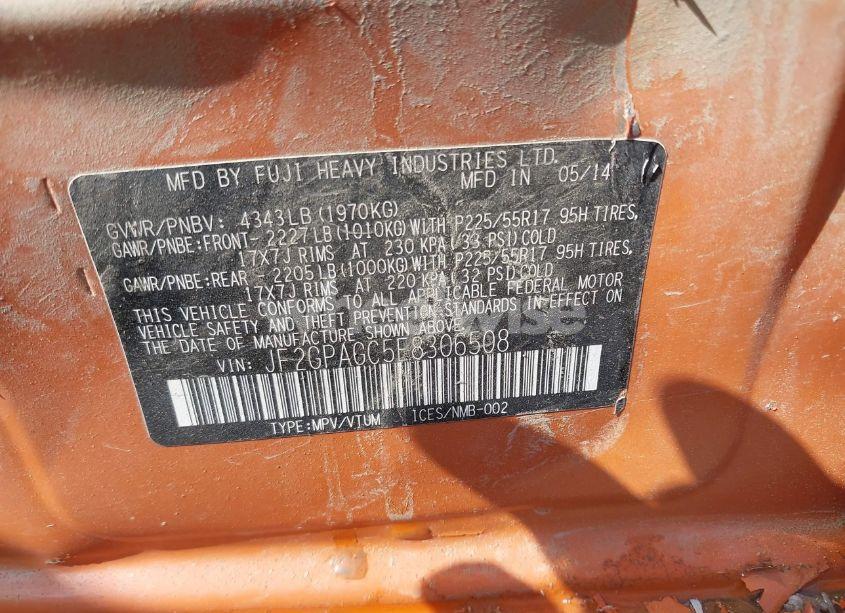 MFD BY FUJI HEAVY INDUSTRIES LTD.
MFD IN 05/14
GVWR/PNBV: 4343LB(1970KG)
GAWR/PNBE:FRONT- 2227LB(1010KG)WITH P225/55R17 95H TIRES,
17X7J RIMS AT 230 KPA(33 PSI)COLD
GAWR/PNBE:REAR - 2205LB(1000KG)WITH P225/55R17 95H TIRES,
17X7J RIMS AT 220 KPA(32 PSI)COLD
THIS VEHICLE CONFORMS TO ALL APPLICABLE FEDERAL MOTOR
VEHICLE SAFETY AND THEFT PREVENTION STANDARDS IN-EFFECT ON
THE DATE OF MANUFACTURE SHOWN ABOVE.
VIN: JF2GPAGC5E8306508
TYPE:MPV/VTUM ICES/NMB-002